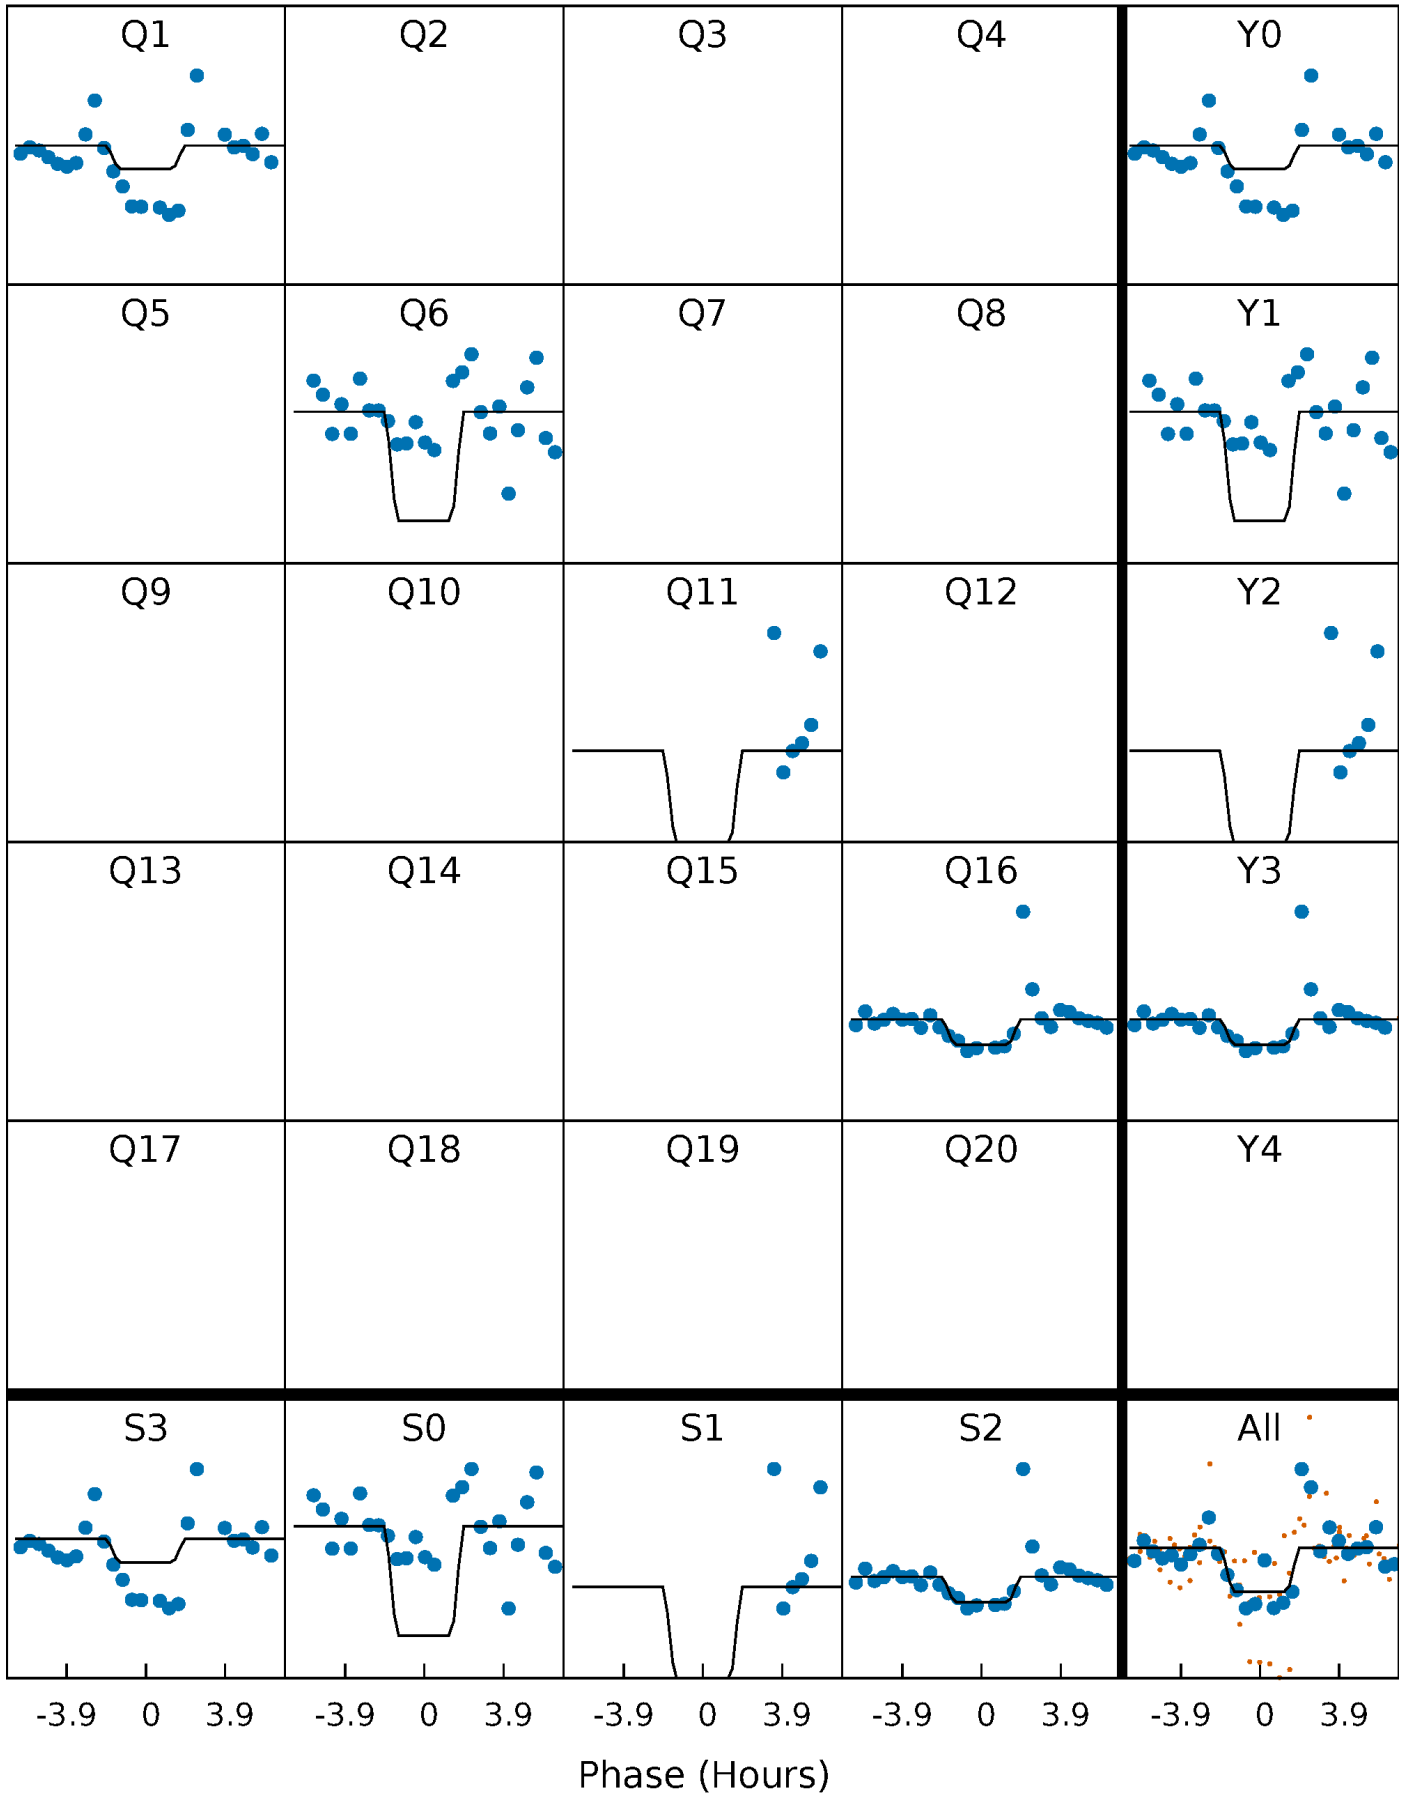 Q1 Q2 Q3 Q4 Y0
Q5 Q6 Q7 Q8 Y1
Q9 Q10 Q11 Q12 Y2
Q13 Q14 Q15 Q16 Y3
Q17 Q18 Q19 Q20 Y4
S3 S0 S1 S2 All
-3.9 0 3.9 -3.9 0 3.9 -3.9 0 3.9 -3.9 0 3.9 -3.9 0 3.9
Phase (Hours)